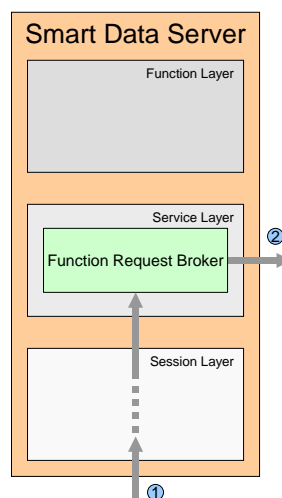 Smart Data Server
Function Layer
Service Layer
2
Function Request Broker
Session Layer
1